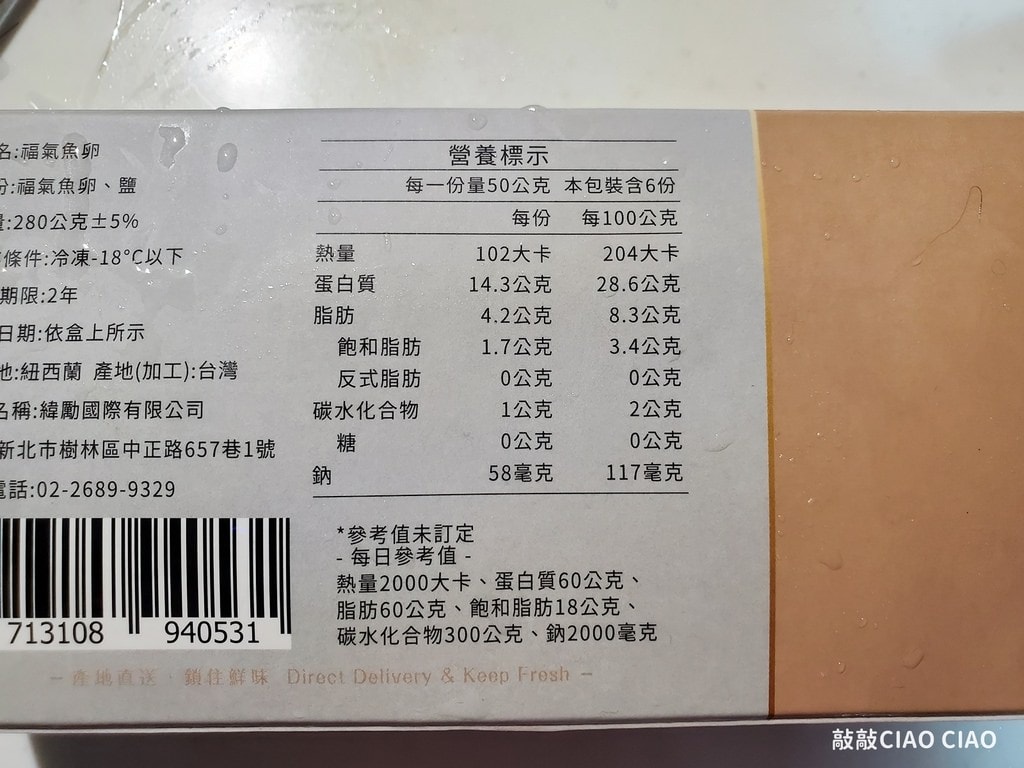 名:福氣魚卵
份:福氣魚卵、鹽
量:280公克±5%
條件:冷凍-18°C以下
期限:2年
日期:依盒上所示
地:紐西蘭 產地(加工):台灣
名稱:緯勵國際有限公司
新北市樹林區中正路657巷1號
電話:02-2689-9329
713108 940531
營養標示
每一份量50公克 本包裝含6份
每份 每100公克
熱量 102大卡 204大卡
蛋白質 14.3公克 28.6公克
脂肪 4.2公克 8.3公克
飽和脂肪 1.7公克 3.4公克
反式脂肪 0公克 0公克
碳水化合物 1公克 2公克
糖 0公克 0公克
鈉 58毫克 117毫克
*參考值未訂定
- 每日參考值 -
熱量2000大卡、蛋白質60公克、
脂肪60公克、飽和脂肪18公克、
碳水化合物300公克、鈉2000毫克
- 產地直送．鎖住鮮味 Direct Delivery & Keep Fresh -
敲敲CIAO CIAO